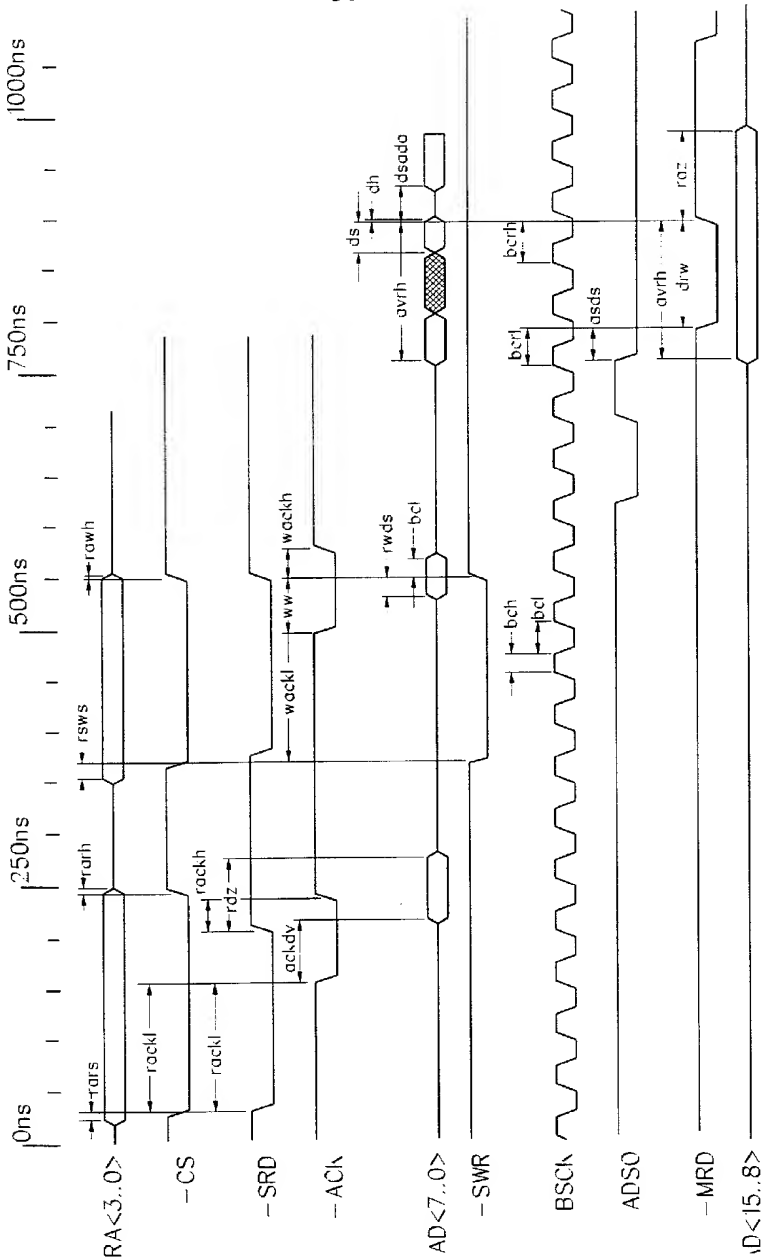 0ns
250ns
500ns
750ns
1000ns
RA<3..0>
rars
rarh
rsws
rawh
-CS
rackl
-SRD
rackl
rackh
rdz
-ACK
ackdv
wackl
ww
wackh
AD<7..0>
rwds
bcl
avrh
ds
dh
dsada
-SWR
BSCK
bch
bcl
bcrl
bcrh
ADSO
asds
-MRD
avrh
drw
raz
D<15..8>